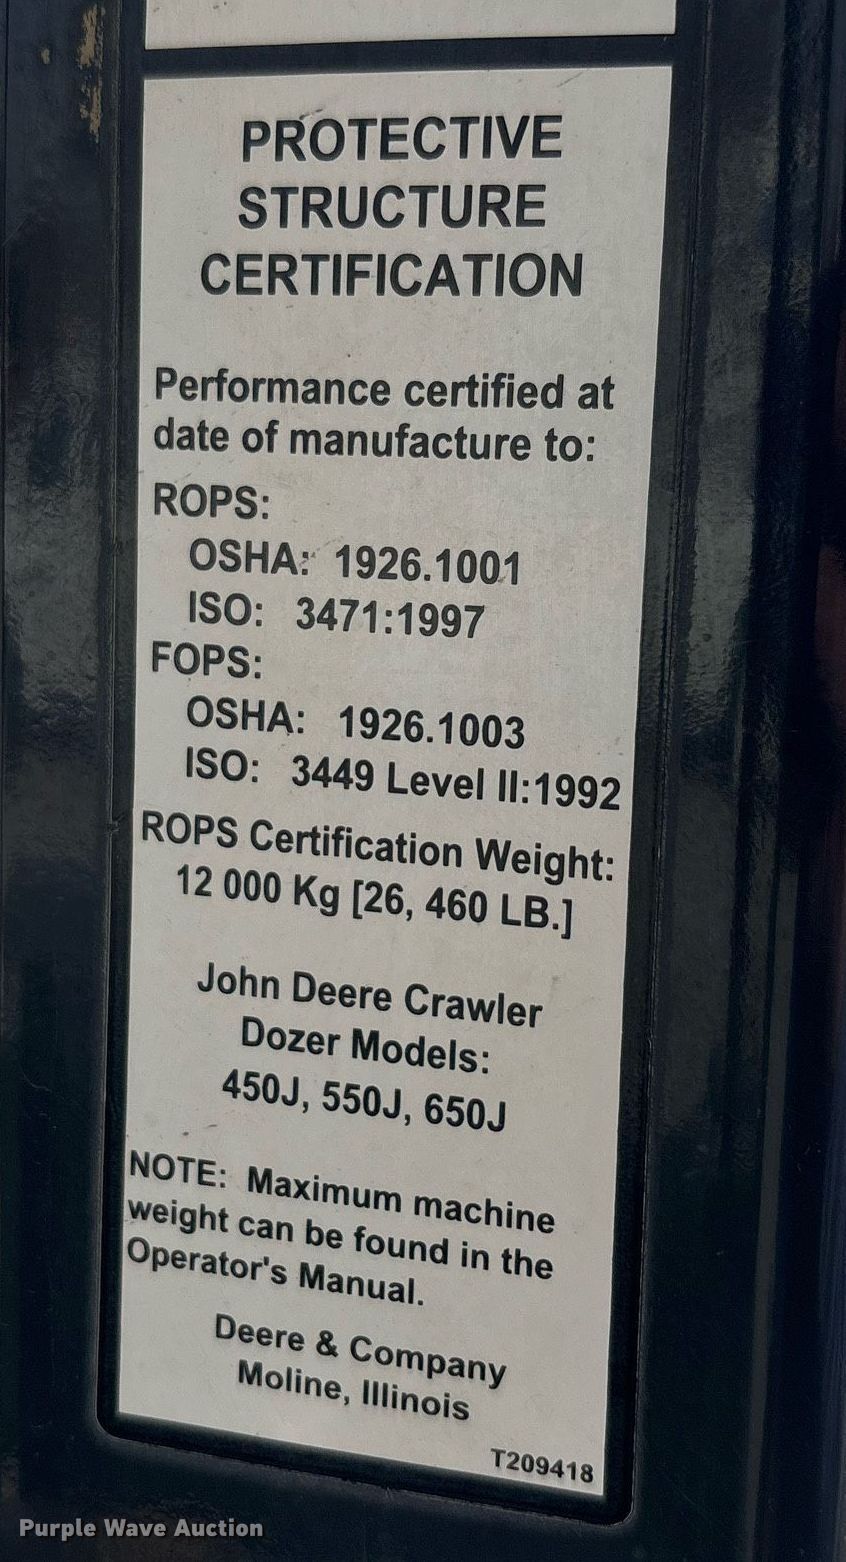 PROTECTIVE
STRUCTURE
CERTIFICATION
Performance certified at
date of manufacture to:
ROPS:
OSHA: 1926.1001
ISO: 3471:1997
FOPS:
OSHA: 1926.1003
ISO: 3449 Level II:1992
ROPS Certification Weight:
12 000 Kg [26, 460 LB.]
John Deere Crawler
Dozer Models:
450J, 550J, 650J
NOTE: Maximum machine
weight can be found in the
Operator's Manual.
Deere & Company
Moline, Illinois
T209418
Purple Wave Auction